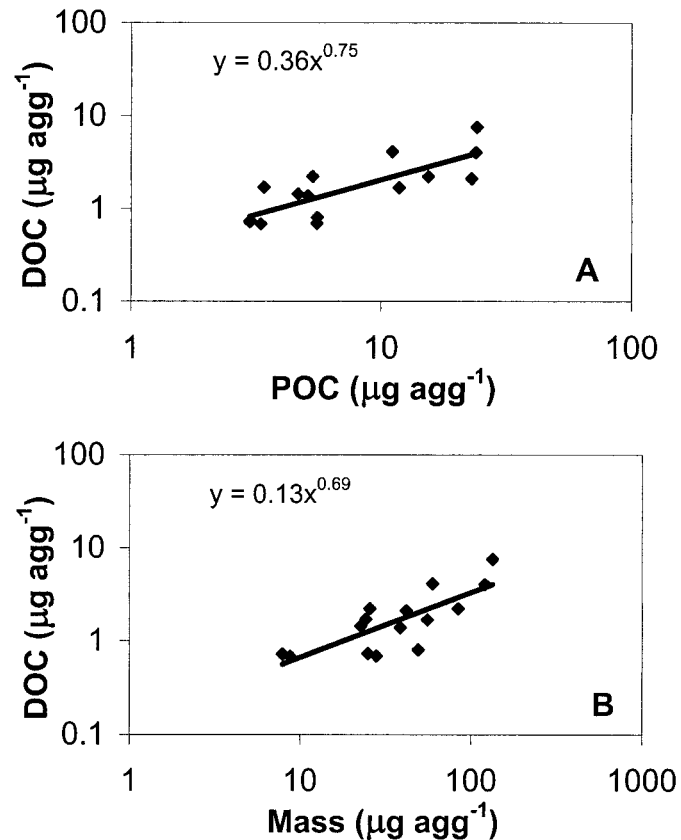 100
y = 0.36x^0.75
10
DOC (µg agg⁻¹)
1
0.1
A
1 10 100
POC (µg agg⁻¹)
100
y = 0.13x^0.69
10
DOC (µg agg⁻¹)
1
0.1
B
1 10 100 1000
Mass (µg agg⁻¹)